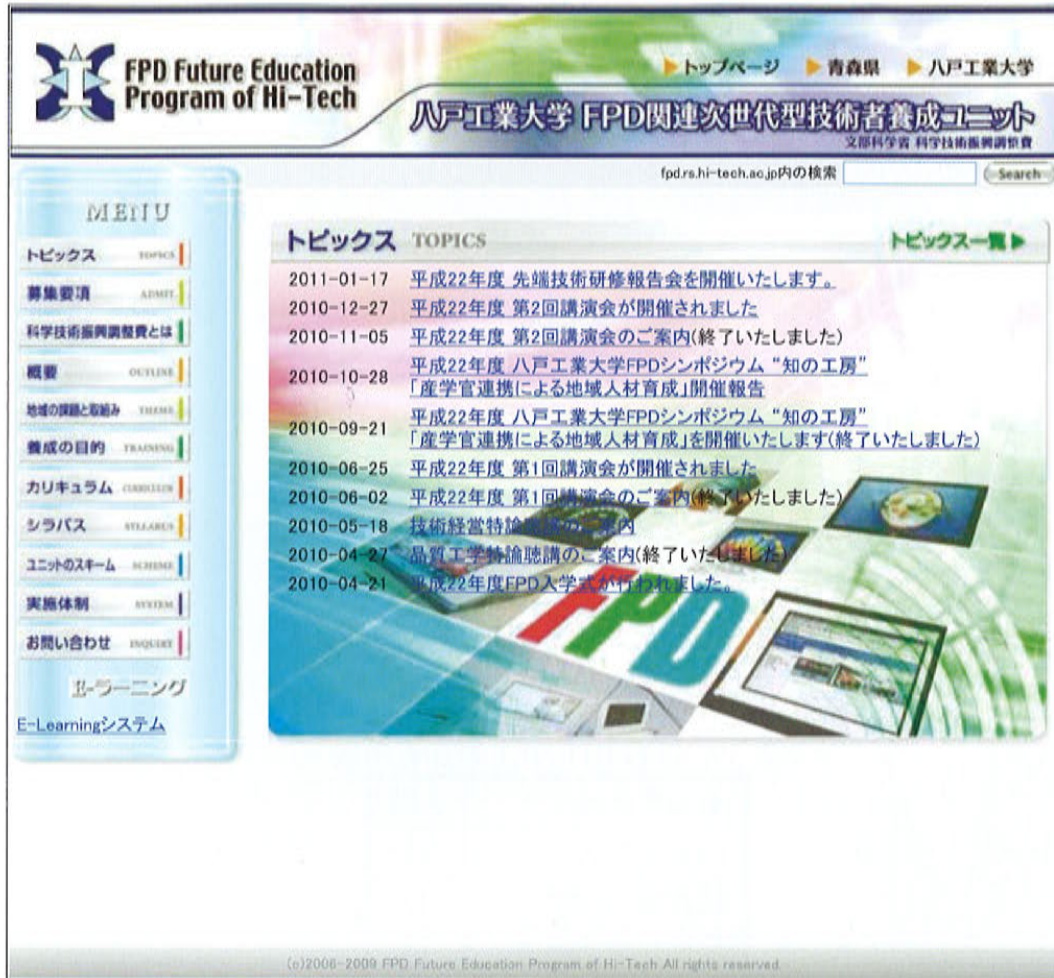 FPD Future Education
Program of Hi-Tech
トップページ 青森県 八戸工業大学
八戸工業大学 FPD関連次世代型技術者養成ユニット
文部科学省 科学技術振興調整費
fpd.rs.hi-tech.ac.jp内の検索 Search
MENU
トピックス TOPICS
募集要項 ADMIT
科学技術振興調整費とは
概要 OUTLINE
地域の課題と取組み THEME
養成の目的 TRAINING
カリキュラム CURRICULUM
シラバス SYLLABUS
ユニットのスキーム SCHEME
実施体制 SYSTEM
お問い合わせ INQUIRY
E-ラーニング
E-Learningシステム
トピックス TOPICS トピックス一覧
2011-01-17 平成22年度 先端技術研修報告会を開催いたします。
2010-12-27 平成22年度 第2回講演会が開催されました
2010-11-05 平成22年度 第2回講演会のご案内(終了いたしました)
2010-10-28 平成22年度 八戸工業大学FPDシンポジウム “知の工房”
「産学官連携による地域人材育成」開催報告
2010-09-21 平成22年度 八戸工業大学FPDシンポジウム “知の工房”
「産学官連携による地域人材育成」を開催いたします(終了いたしました)
2010-06-25 平成22年度 第1回講演会が開催されました
2010-06-02 平成22年度 第1回講演会のご案内(終了いたしました)
2010-05-18 技術経営特論聴講のご案内
2010-04-27 品質工学特論聴講のご案内(終了いたしました)
2010-04-21 平成22年度FPD入学式が行われました。
FPD
(c)2006-2009 FPD Future Education Program of Hi-Tech All rights reserved.